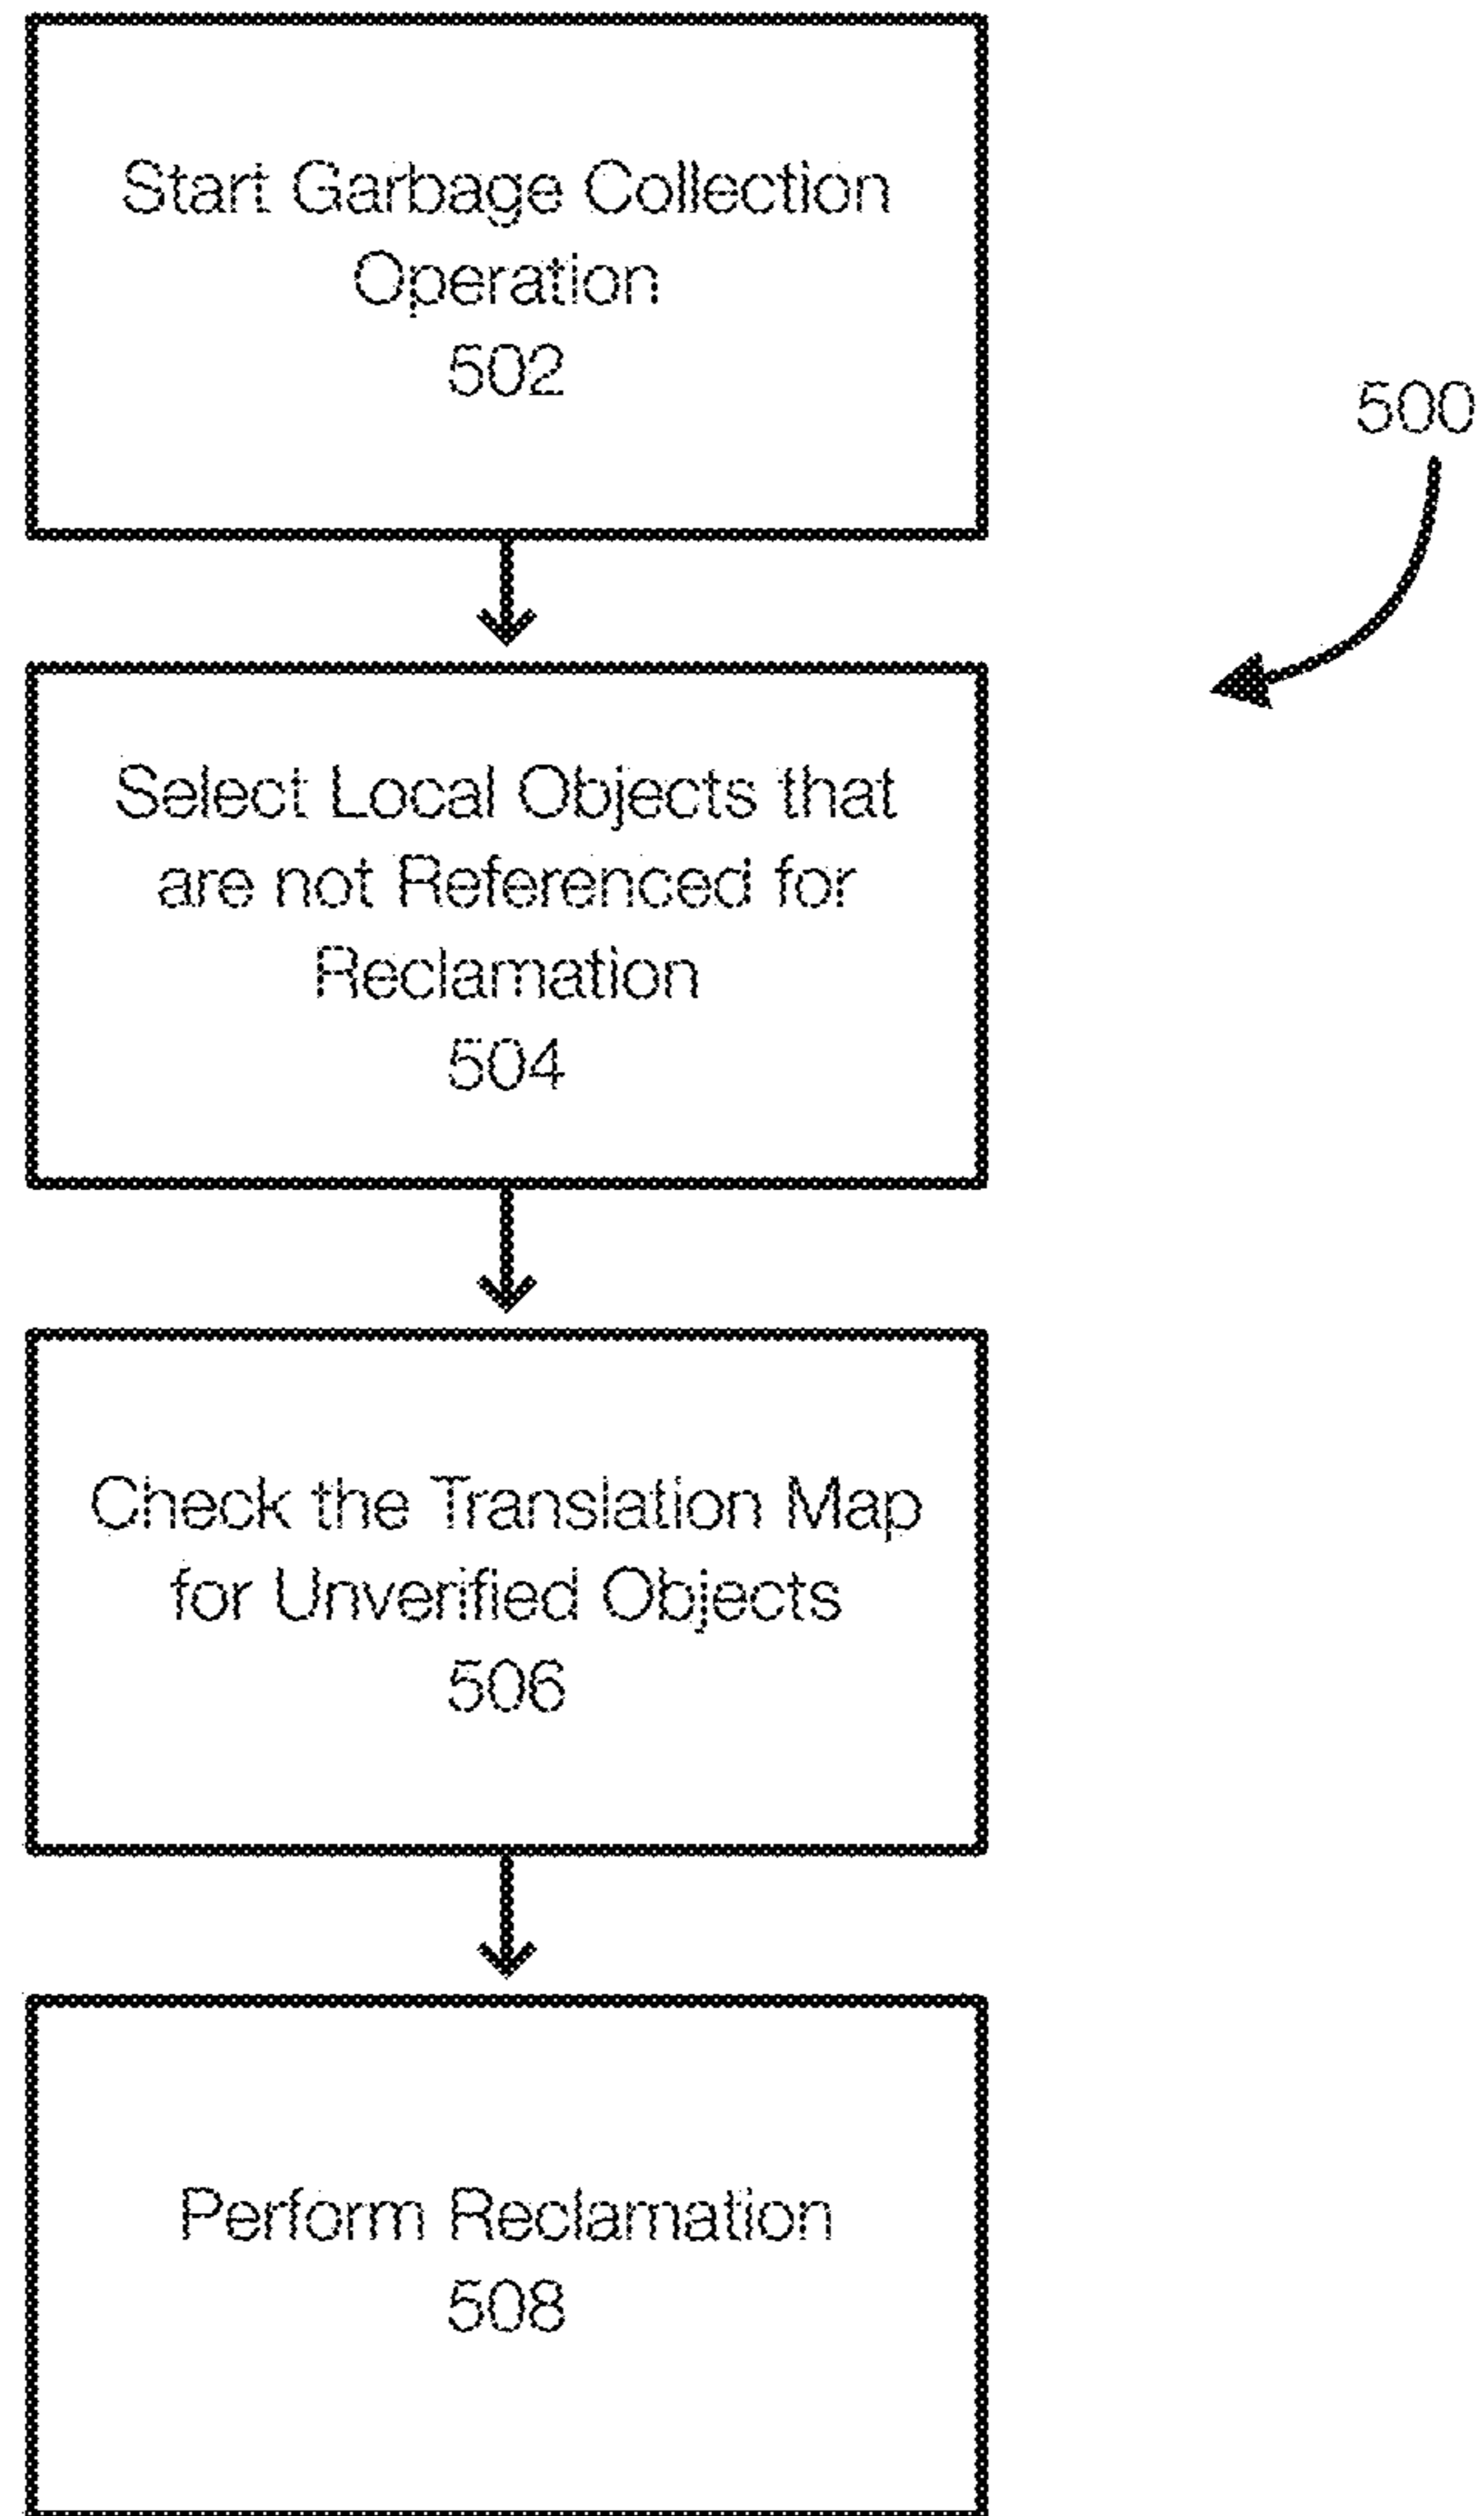 Start Garbage Collection
Operation
502
500
Select Local Objects that
are not Referenced for
Reclamation
504
Check the Translation Map
for Unverified Objects
506
Perform Reclamation
508